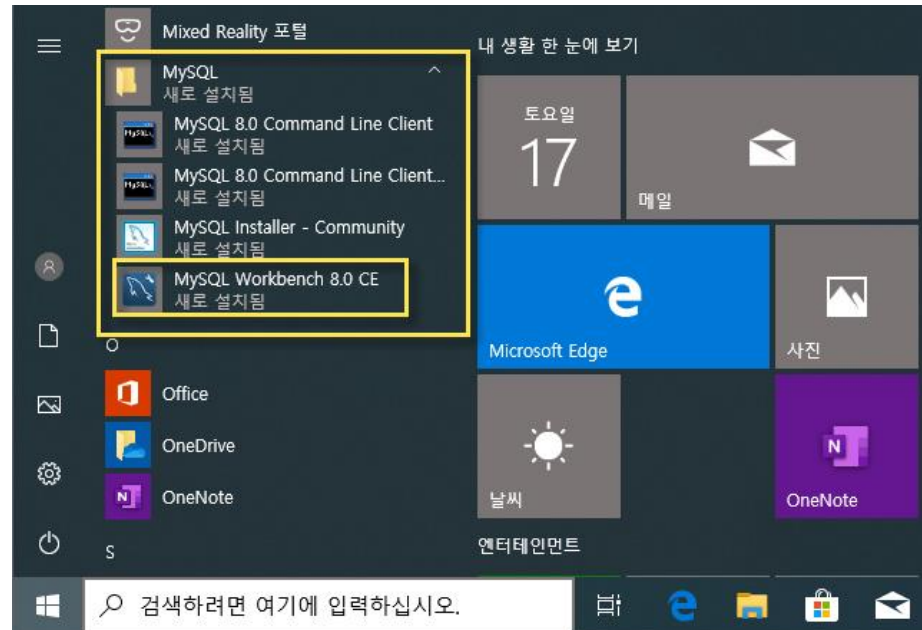 Mixed Reality 포털
MySQL
새로 설치됨
MySQL 8.0 Command Line Client
새로 설치됨
MySQL 8.0 Command Line Client...
새로 설치됨
MySQL Installer - Community
새로 설치됨
MySQL Workbench 8.0 CE
새로 설치됨
O
Office
OneDrive
OneNote
S
내 생활 한 눈에 보기
토요일
17
메일
Microsoft Edge
사진
날씨
OneNote
엔터테인먼트
검색하려면 여기에 입력하십시오.